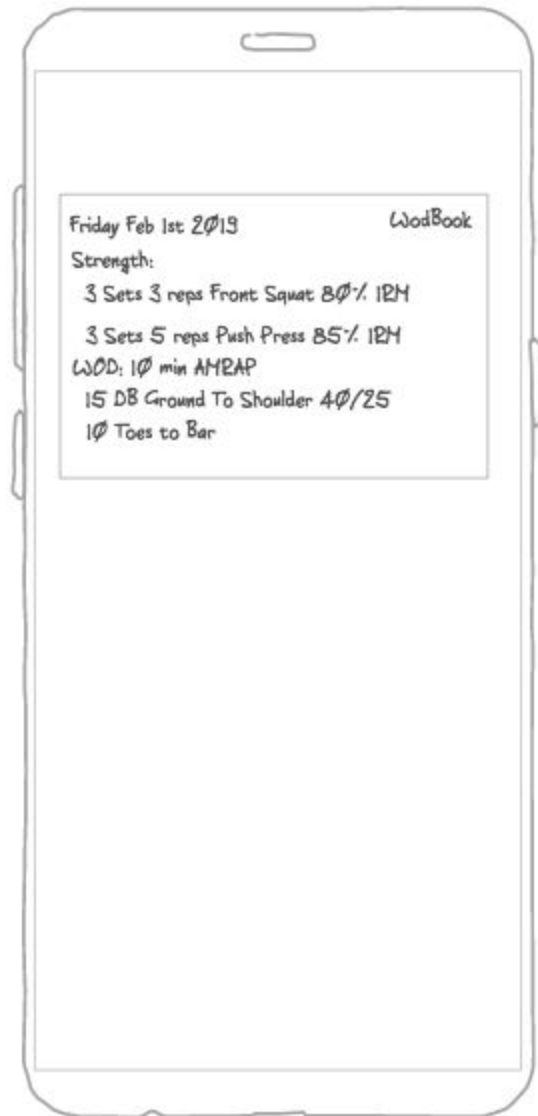 Friday Feb 1st 2019 WodBook
Strength:
3 Sets 3 reps Front Squat 80% 1RM
3 Sets 5 reps Push Press 85% 1RM
WOD: 10 min AMRAP
15 DB Ground To Shoulder 40/25
10 Toes to Bar